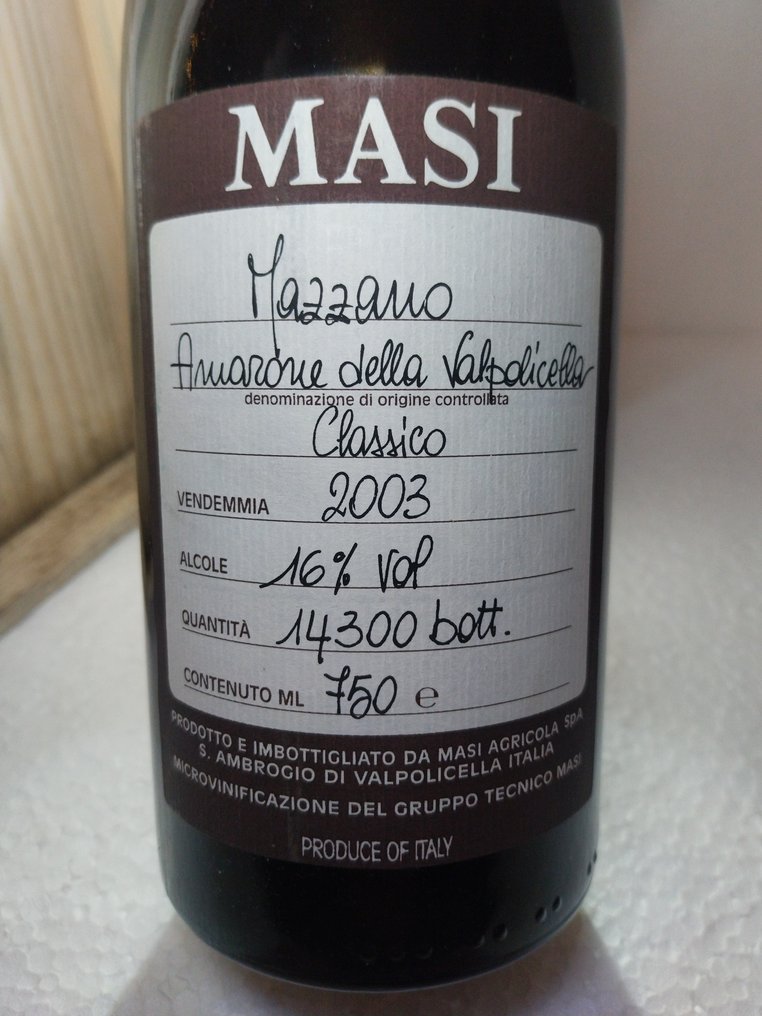 MASI
Mazzano
Amarone della Valpolicella
denominazione di origine controllata
Classico
VENDEMMIA 2003
ALCOLE 16% vol
QUANTITÀ 14300 bott.
CONTENUTO ML 750 e
PRODOTTO E IMBOTTIGLIATO DA MASI AGRICOLA SpA
S. AMBROGIO DI VALPOLICELLA ITALIA
MICROVINIFICAZIONE DEL GRUPPO TECNICO MASI
PRODUCE OF ITALY